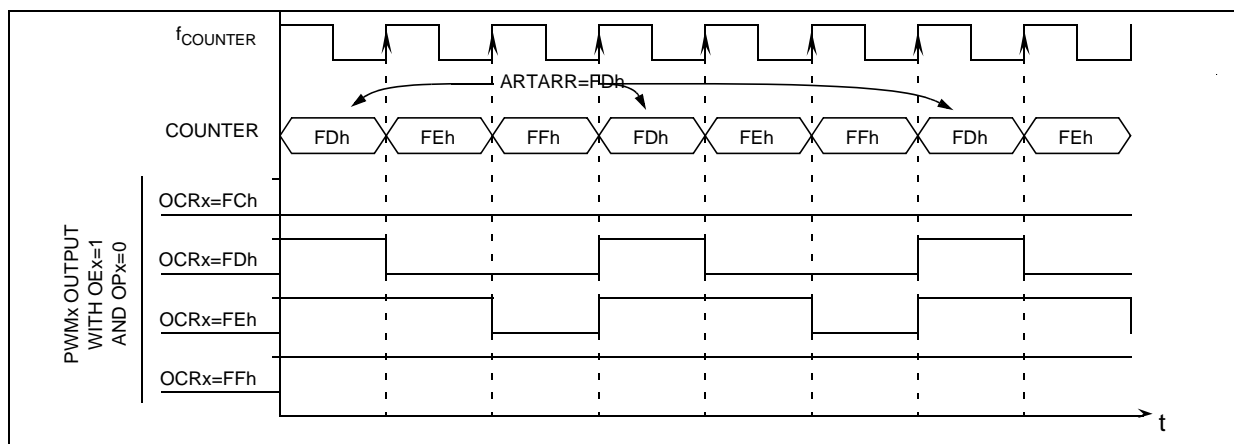 fCOUNTER
ARTARR=FDh
COUNTER
FDh FEh FFh FDh FEh FFh FDh FEh
PWMx OUTPUT
WITH OEx=1
AND OPx=0
OCRx=FCh
OCRx=FDh
OCRx=FEh
OCRx=FFh
t